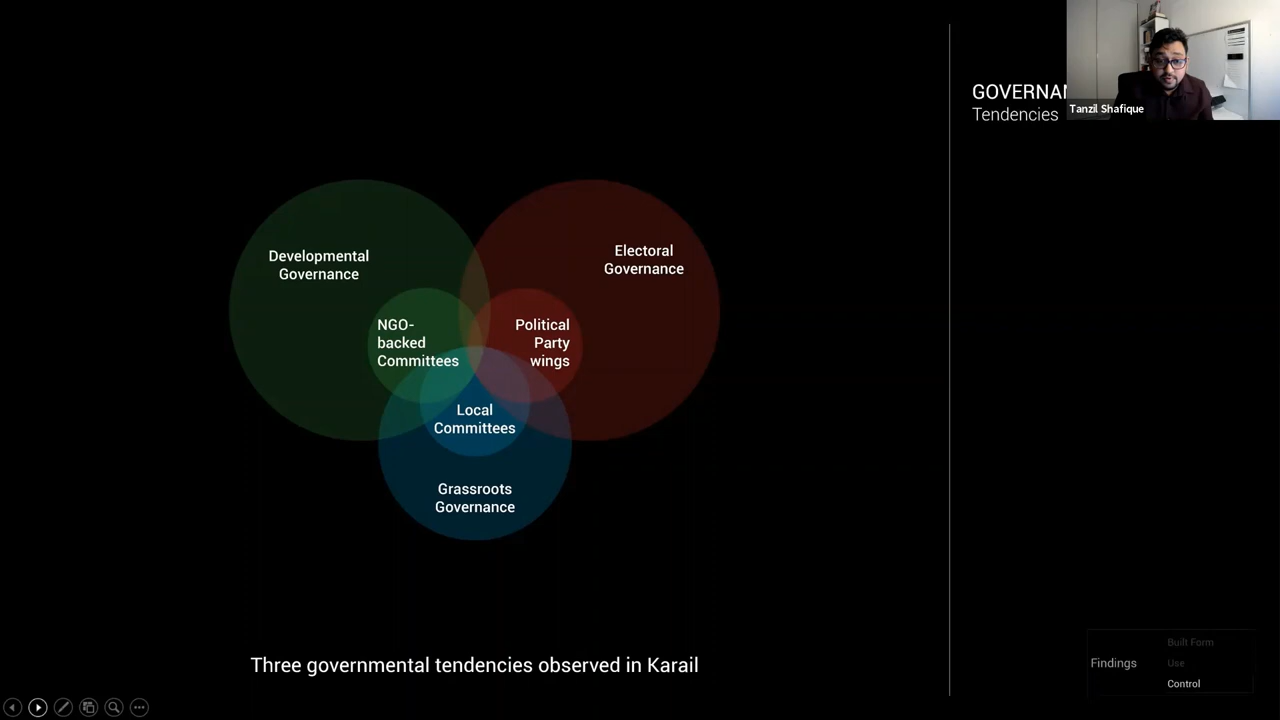 GOVERNA
Tendencies
Tanzil Shafique
Developmental
Governance
Electoral
Governance
NGO-
backed
Committees
Political
Party
wings
Local
Committees
Grassroots
Governance
Three governmental tendencies observed in Karail
Findings
Built Form
Use
Control